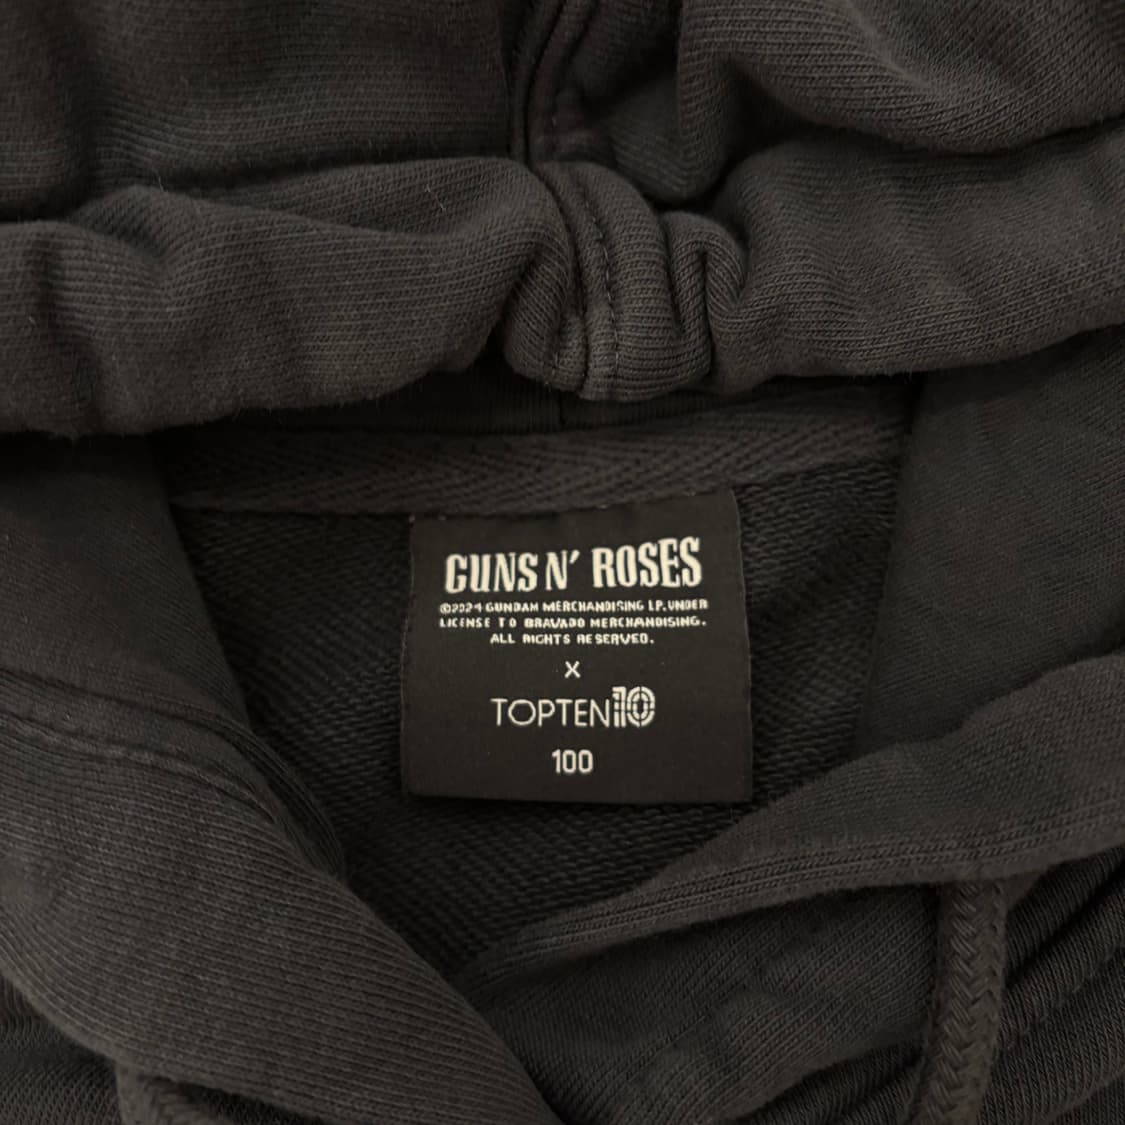 GUNS N' ROSES
©2024 GUNDAM MERCHANDISING LP. UNDER
LICENSE TO BRAVADO MERCHANDISING.
ALL RIGHTS RESERVED.
X
TOPTEN10
100